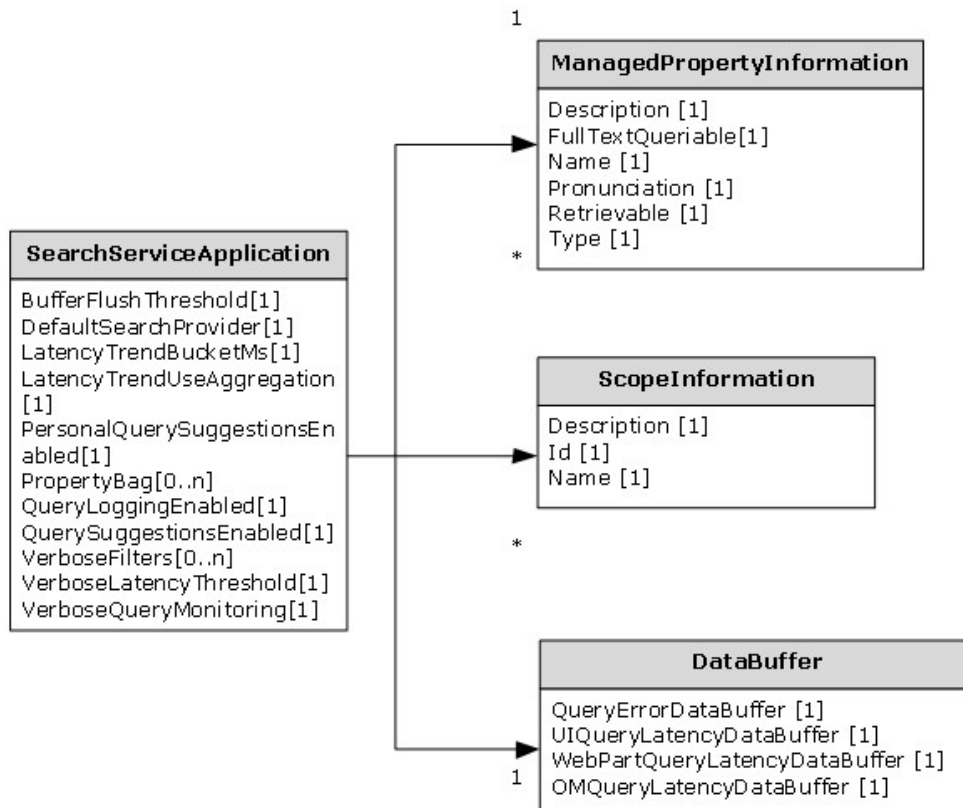 1
ManagedPropertyInformation
Description [1]
FullTextQueriable[1]
Name [1]
Pronunciation [1]
Retrievable [1]
Type [1]
*
SearchServiceApplication
BufferFlushThreshold[1]
DefaultSearchProvider[1]
LatencyTrendBucketMs[1]
LatencyTrendUseAggregation
[1]
PersonalQuerySuggestionsEn
abled[1]
PropertyBag[0..n]
QueryLoggingEnabled[1]
QuerySuggestionsEnabled[1]
VerboseFilters[0..n]
VerboseLatencyThreshold[1]
VerboseQueryMonitoring[1]
ScopeInformation
Description [1]
Id [1]
Name [1]
*
DataBuffer
QueryErrorDataBuffer [1]
UIQueryLatencyDataBuffer [1]
WebPartQueryLatencyDataBuffer [1]
OMQueryLatencyDataBuffer [1]
1